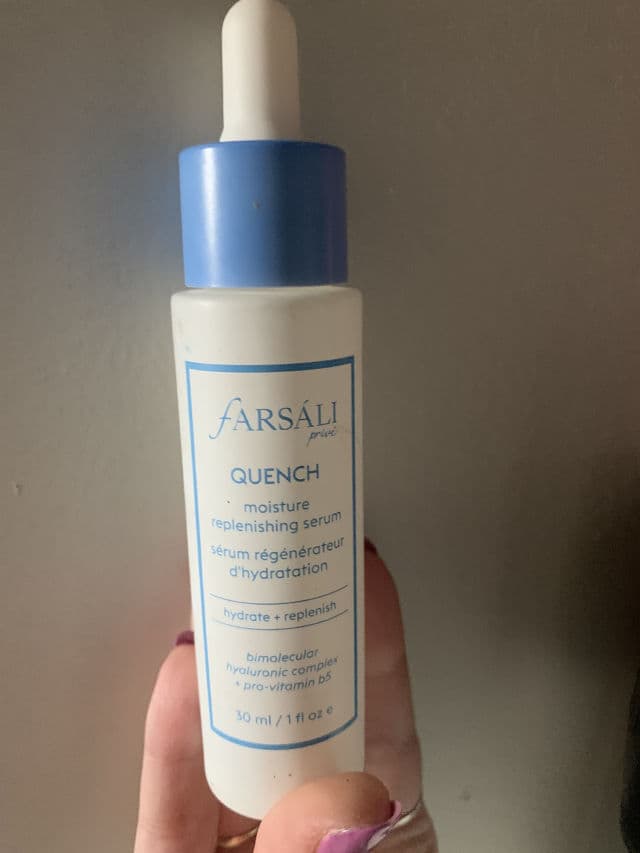 fARSÁLI
privé
QUENCH
moisture
replenishing serum
sérum régénérateur
d'hydratation
hydrate + replenish
bimolecular
hyaluronic complex
+ pro-vitamin b5
30 ml / 1 fl oz e